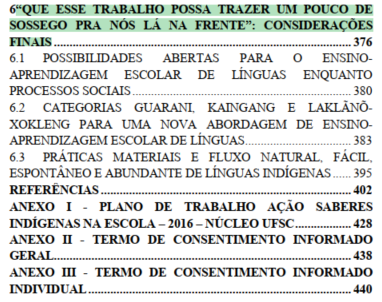 6“QUE ESSE TRABALHO POSSA TRAZER UM POUCO DE
SOSSEGO PRA NÓS LÁ NA FRENTE”: CONSIDERAÇÕES
FINAIS ............................................................... 376
6.1 POSSIBILIDADES ABERTAS PARA O ENSINO-
APRENDIZAGEM ESCOLAR DE LÍNGUAS ENQUANTO
PROCESSOS SOCIAIS ............................................... 380
6.2 CATEGORIAS GUARANI, KAINGANG E LAKLÃNÕ-
XOKLENG PARA UMA NOVA ABORDAGEM DE ENSINO-
APRENDIZAGEM ESCOLAR DE LÍNGUAS........................... 383
6.3 PRÁTICAS MATERIAIS E FLUXO NATURAL, FÁCIL,
ESPONTÂNEO E ABUNDANTE DE LÍNGUAS INDÍGENAS ..... 395
REFERÊNCIAS ....................................................... 402
ANEXO I - PLANO DE TRABALHO AÇÃO SABERES
INDÍGENAS NA ESCOLA – 2016 – NÚCLEO UFSC................ 428
ANEXO II - TERMO DE CONSENTIMENTO INFORMADO
GERAL................................................................ 438
ANEXO III - TERMO DE CONSENTIMENTO INFORMADO
INDIVIDUAL ......................................................... 440